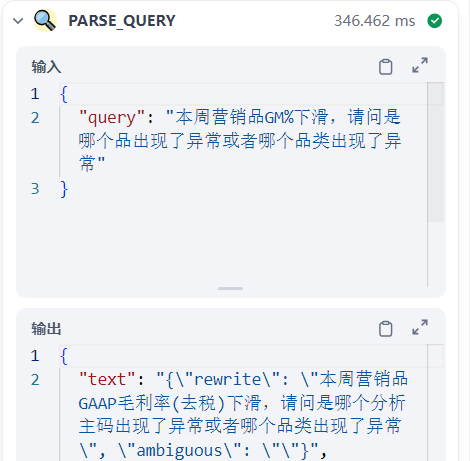 PARSE_QUERY 346.462 ms
输入
1 {
2 "query": "本周营销品GM%下滑，请问是
哪个品出现了异常或者哪个品类出现了异
常"
3 }
输出
1 {
2 "text": "{\"rewrite\": \"本周营销品
GAAP毛利率(去税)下滑，请问是哪个分析
主码出现了异常或者哪个品类出现了异常
\", \"ambiguous\": \"\"}",